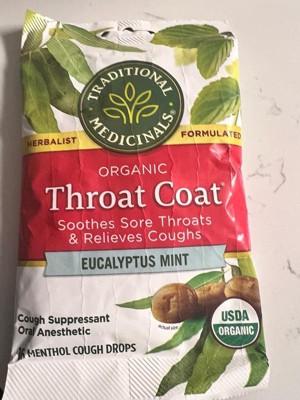 TRADITIONAL
MEDICINALS®
HERBALIST
FORMULATED
ORGANIC
Throat Coat®
Soothes Sore Throats
& Relieves Coughs
EUCALYPTUS MINT
Cough Suppressant
Oral Anesthetic
actual size
USDA
ORGANIC
MENTHOL COUGH DROPS